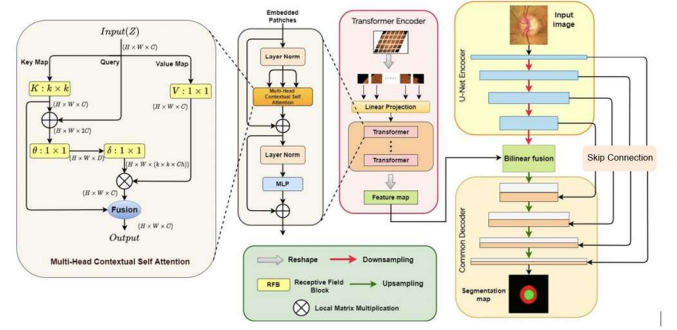 Input(Z)
(H × W × C)
Key Map
Query
Value Map
K : k × k
V : 1 × 1
(H × W × C)
(H × W × C)
(H × W × 2C)
θ : 1 × 1
(H × W × D)
δ : 1 × 1
(H × W × (k × k × Ch))
(H × W × C)
Fusion
(H × W × C)
Output
Multi-Head Contextual Self Attention
Embedded
Pathches
Layer Norm
Multi-Head
Contextual Self
Attention
Layer Norm
MLP
Transformer Encoder
Linear Projection
Transformer
Transformer
Feature map
Input
image
U-Net Encoder
Bilinear fusion
Skip Connection
Common Decoder
Segmentation
map
Reshape
Downsampling
RFB
Receptive Field
Block
Upsampling
Local Matrix Multiplication